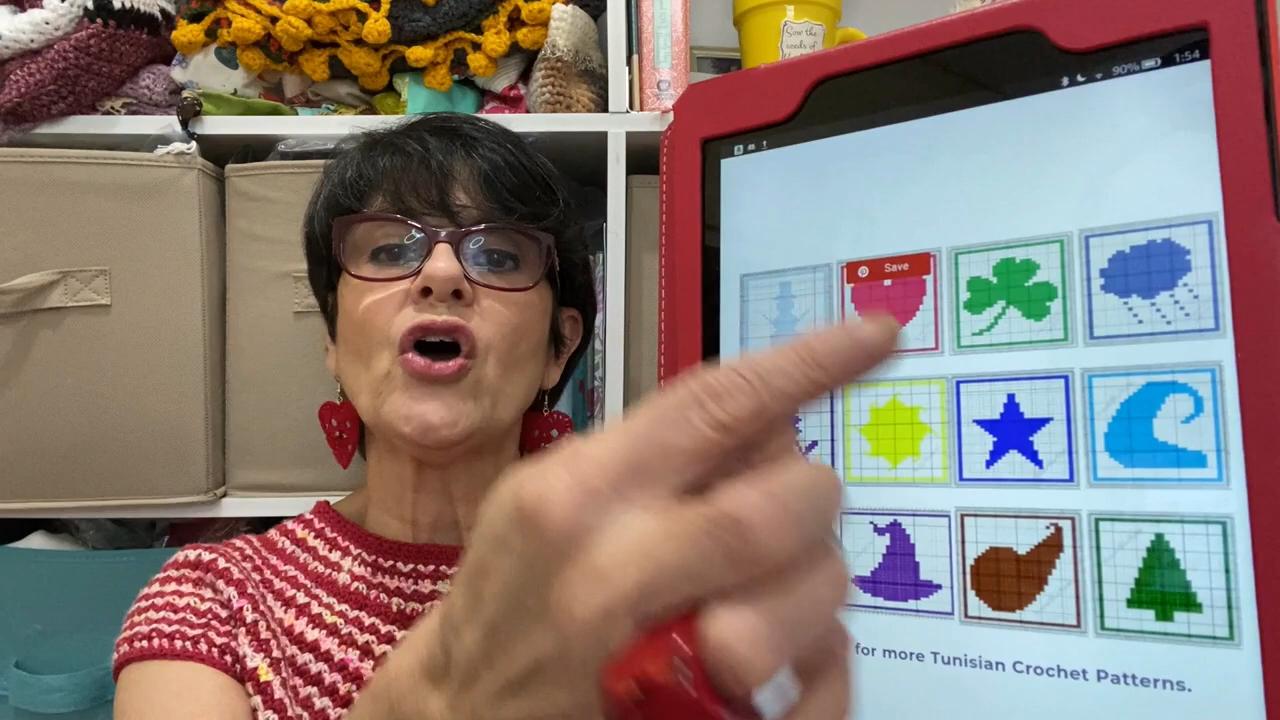 Sow the
seeds of
90%
1:54
Save
for more Tunisian Crochet Patterns.